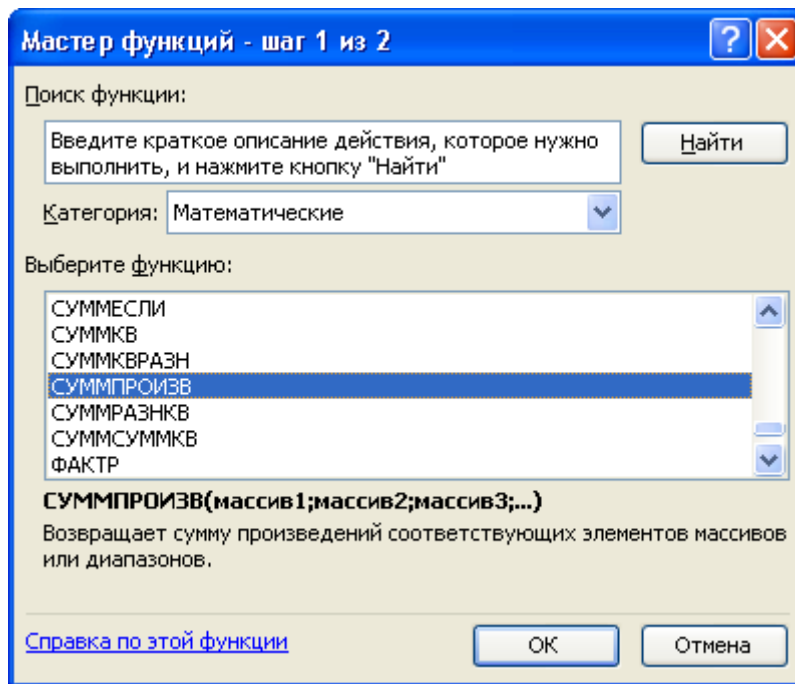 Мастер функций - шаг 1 из 2
Поиск функции:
Введите краткое описание действия, которое нужно
выполнить, и нажмите кнопку "Найти"
Найти
Категория: Математические
Выберите функцию:
СУММЕСЛИ
СУММКВ
СУММКВРАЗН
СУММПРОИЗВ
СУММРАЗНКВ
СУММСУММКВ
ФАКТР
СУММПРОИЗВ(массив1;массив2;массив3;...)
Возвращает сумму произведений соответствующих элементов массивов
или диапазонов.
Справка по этой функции
ОК
Отмена